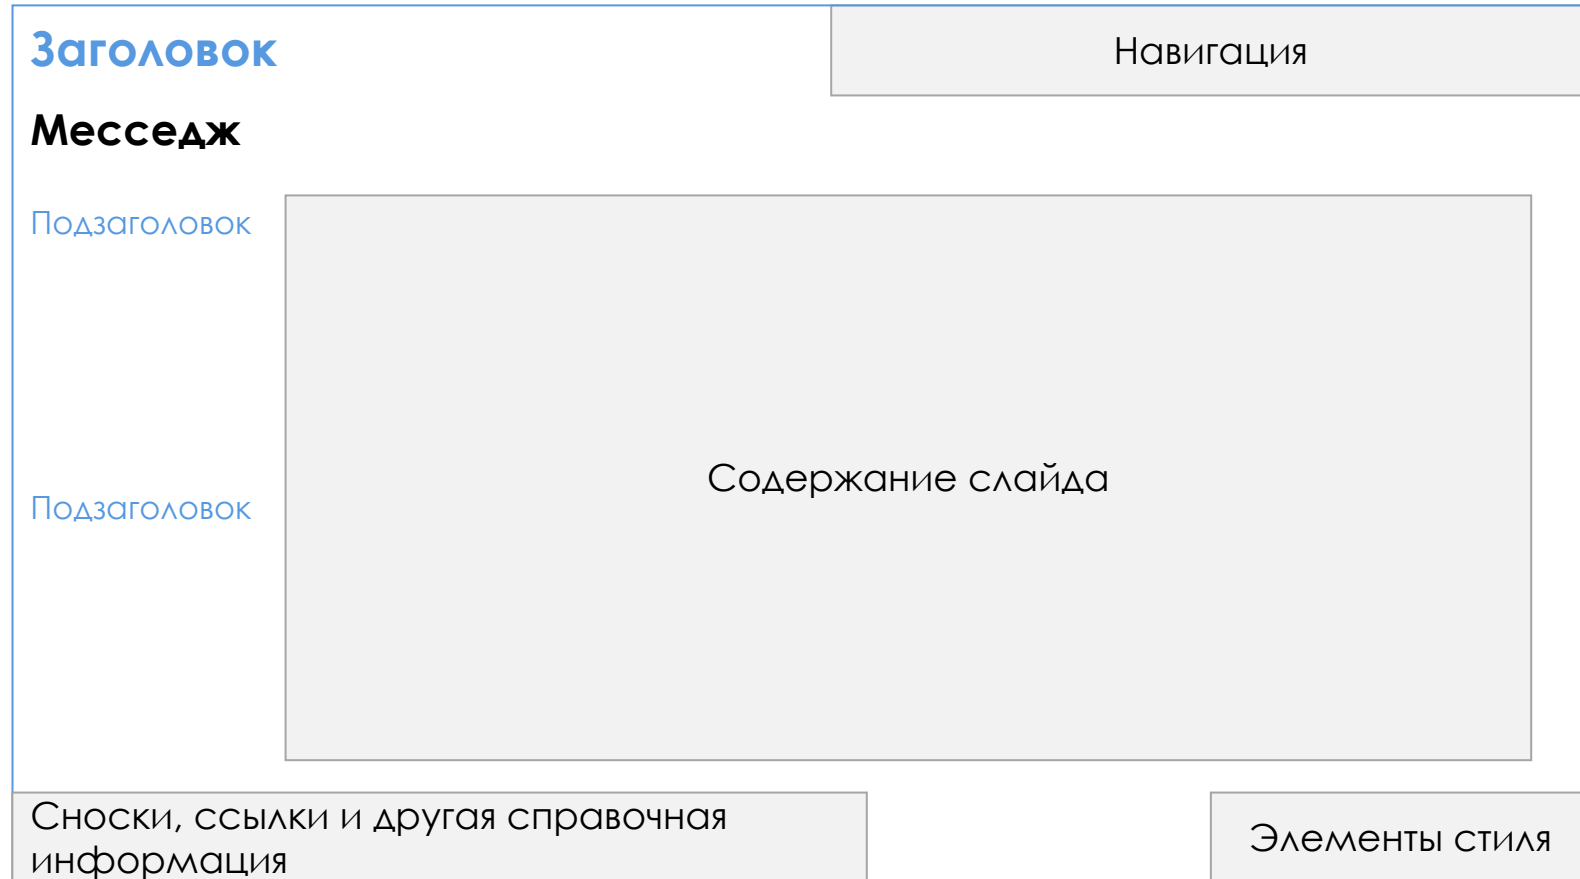 Заголовок
Навигация
Месседж
Подзаголовок
Содержание слайда
Подзаголовок
Сноски, ссылки и другая справочная
информация
Элементы стиля